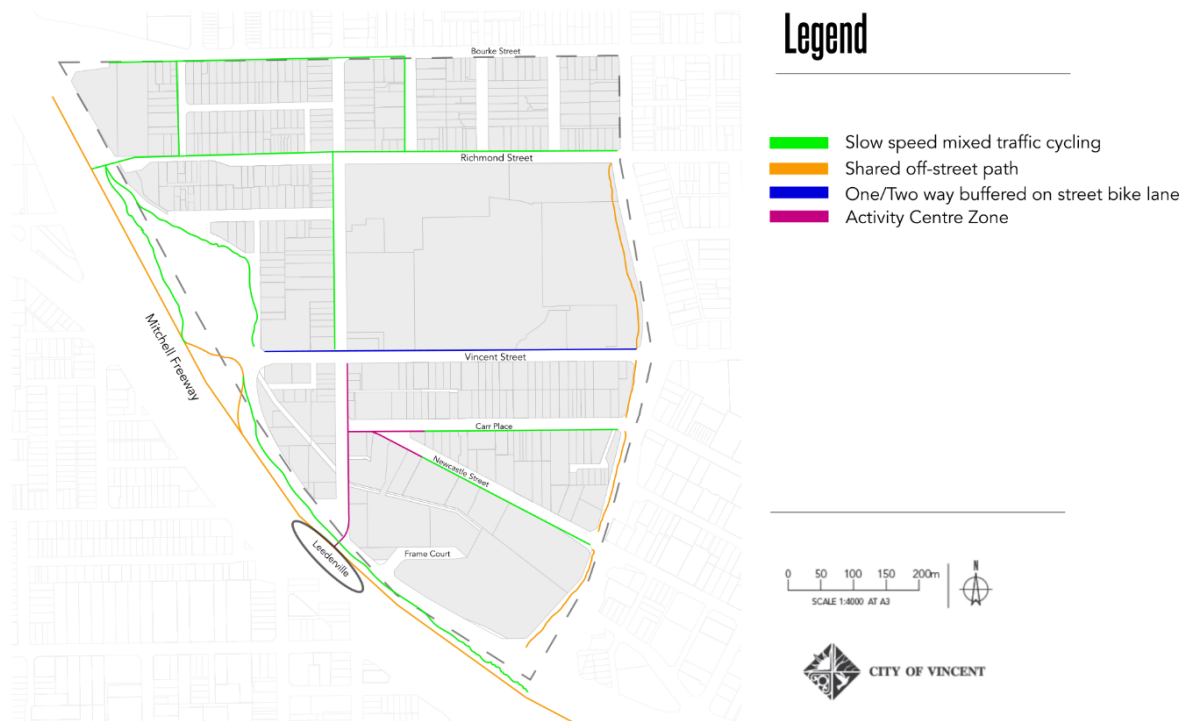 Bourke Street
Richmond Street
Mitchell Freeway
Vincent Street
Carr Place
Newcastle Street
Frame Court
Leederville
Legend
Slow speed mixed traffic cycling
Shared off-street path
One/Two way buffered on street bike lane
Activity Centre Zone
0 50 100 150 200m
SCALE 1:4000 AT A3
N
CITY OF VINCENT